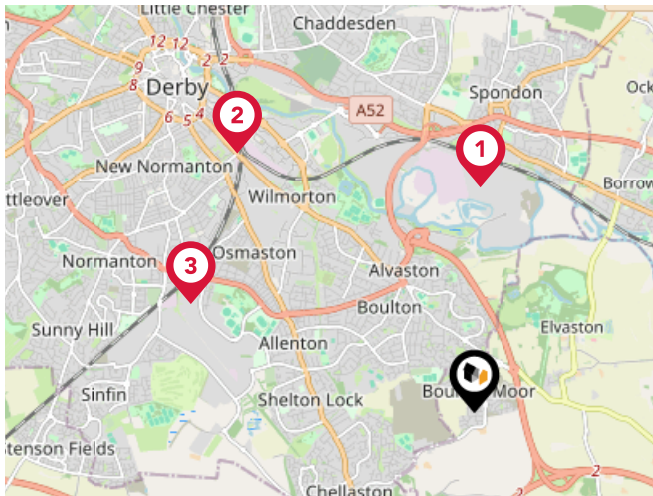 Little Chester
Chaddesden
12 12
2 2
9
8
Derby
Spondon
Ock
A52
2
6
5
4
1
New Normanton
Borrow
ttleover
Wilmorton
Osmaston
Normanton
3
Alvaston
Boulton
Sunny Hill
Elvaston
Allenton
Sinfin
Shelton Lock
Bou Moor
tenson Fields
2
2
Chellaston